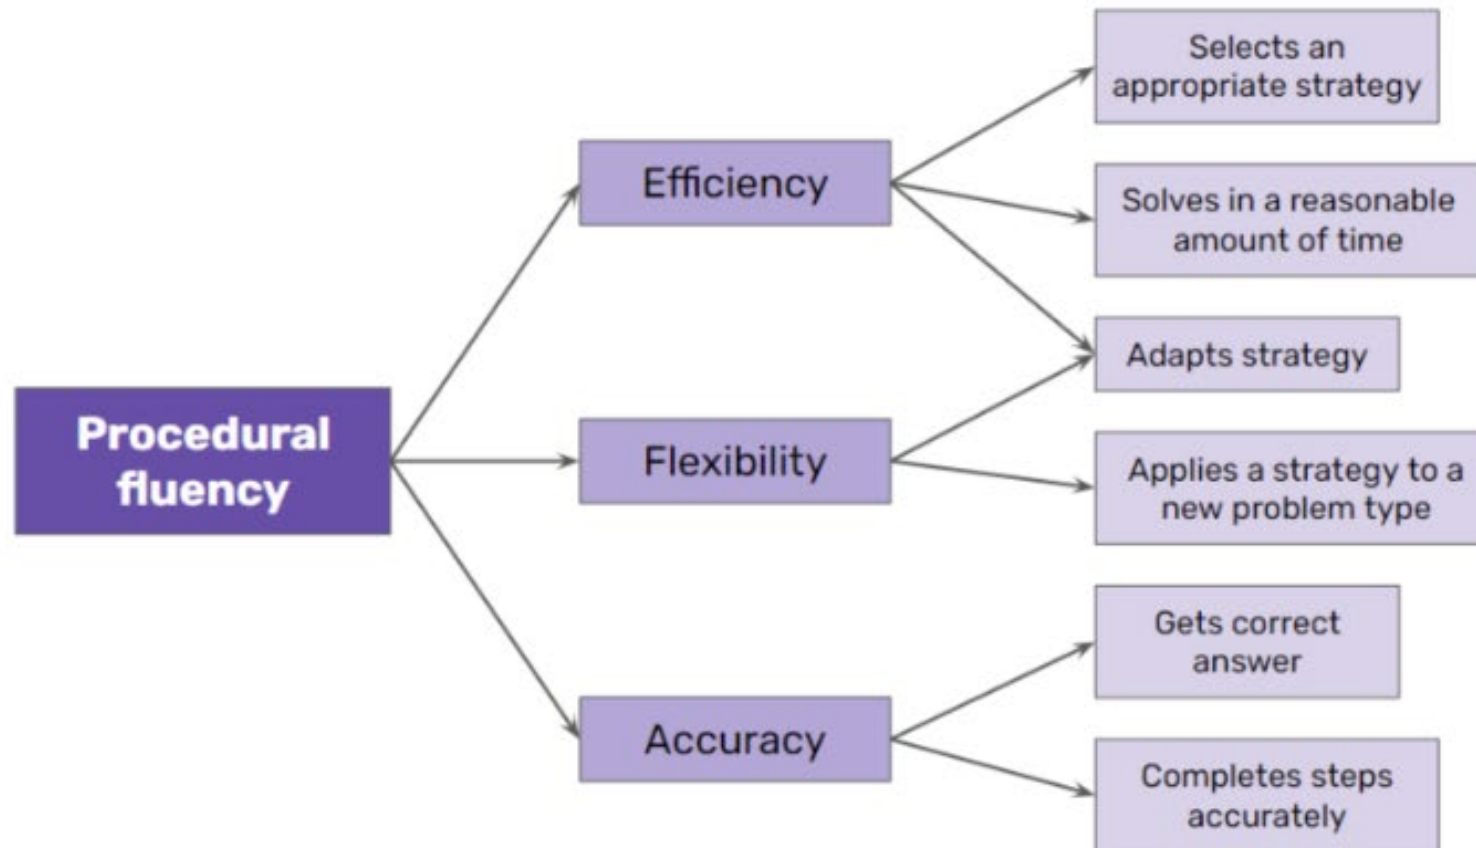 Procedural
fluency
Efficiency
Flexibility
Accuracy
Selects an
appropriate strategy
Solves in a reasonable
amount of time
Adapts strategy
Applies a strategy to a
new problem type
Gets correct
answer
Completes steps
accurately